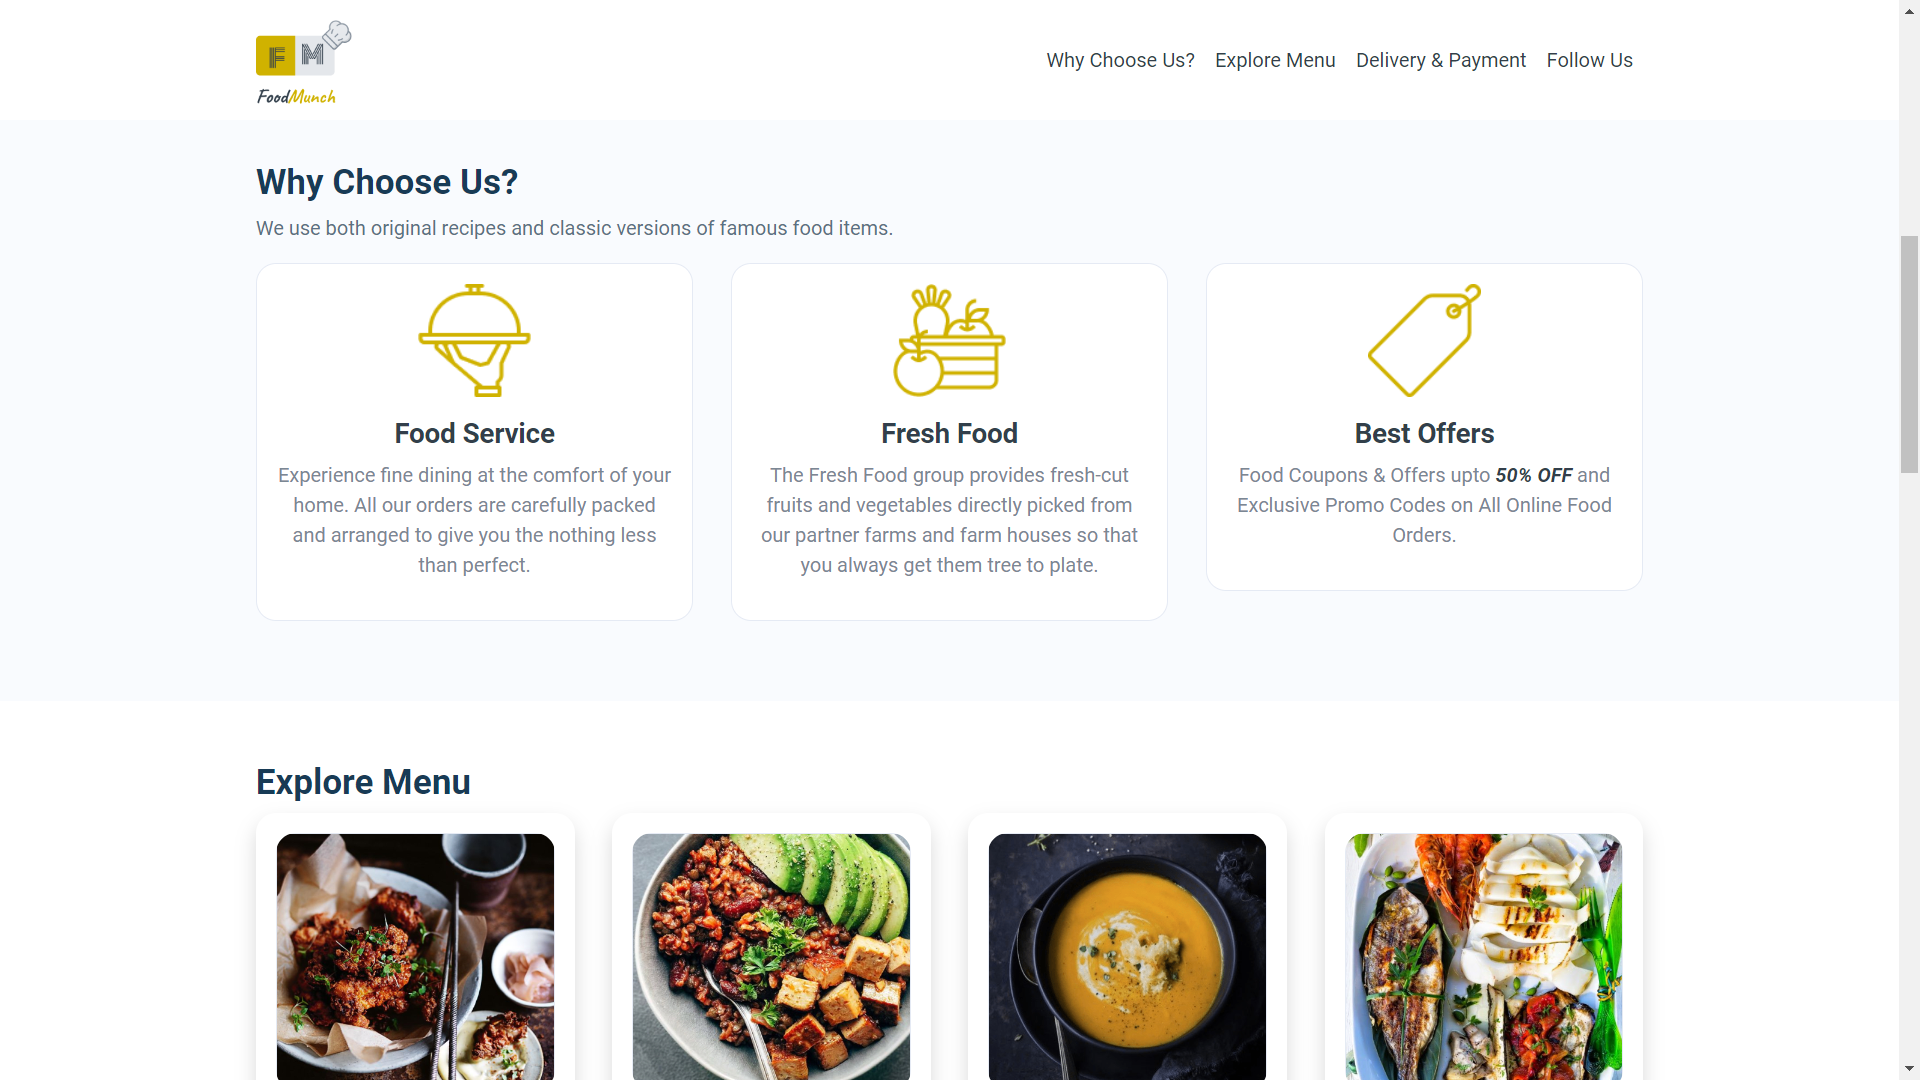 FM
FoodMunch
Why Choose Us? Explore Menu Delivery & Payment Follow Us
Why Choose Us?
We use both original recipes and classic versions of famous food items.
Food Service
Experience fine dining at the comfort of your
home. All our orders are carefully packed
and arranged to give you the nothing less
than perfect.
Fresh Food
The Fresh Food group provides fresh-cut
fruits and vegetables directly picked from
our partner farms and farm houses so that
you always get them tree to plate.
Best Offers
Food Coupons & Offers upto 50% OFF and
Exclusive Promo Codes on All Online Food
Orders.
Explore Menu